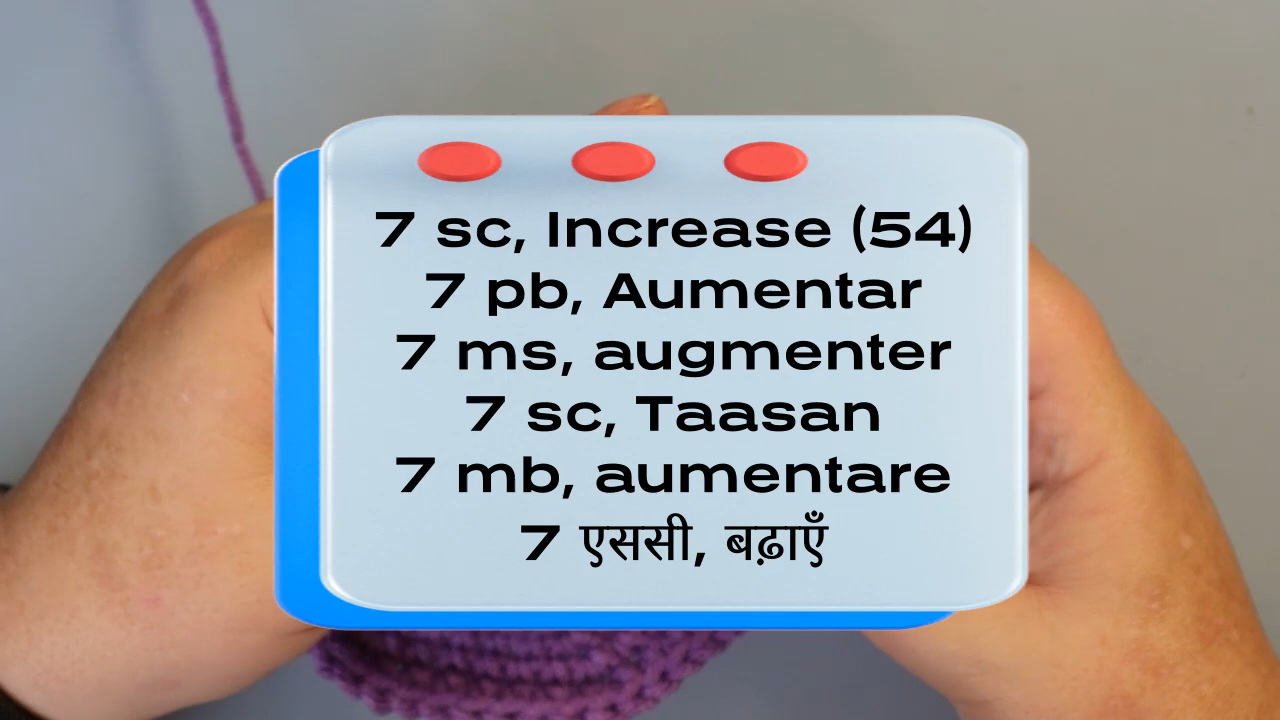 7 sc, Increase (54)
7 pb, Aumentar
7 ms, augmenter
7 sc, Taasan
7 mb, aumentare
7 एससी, बढ़ाएँ